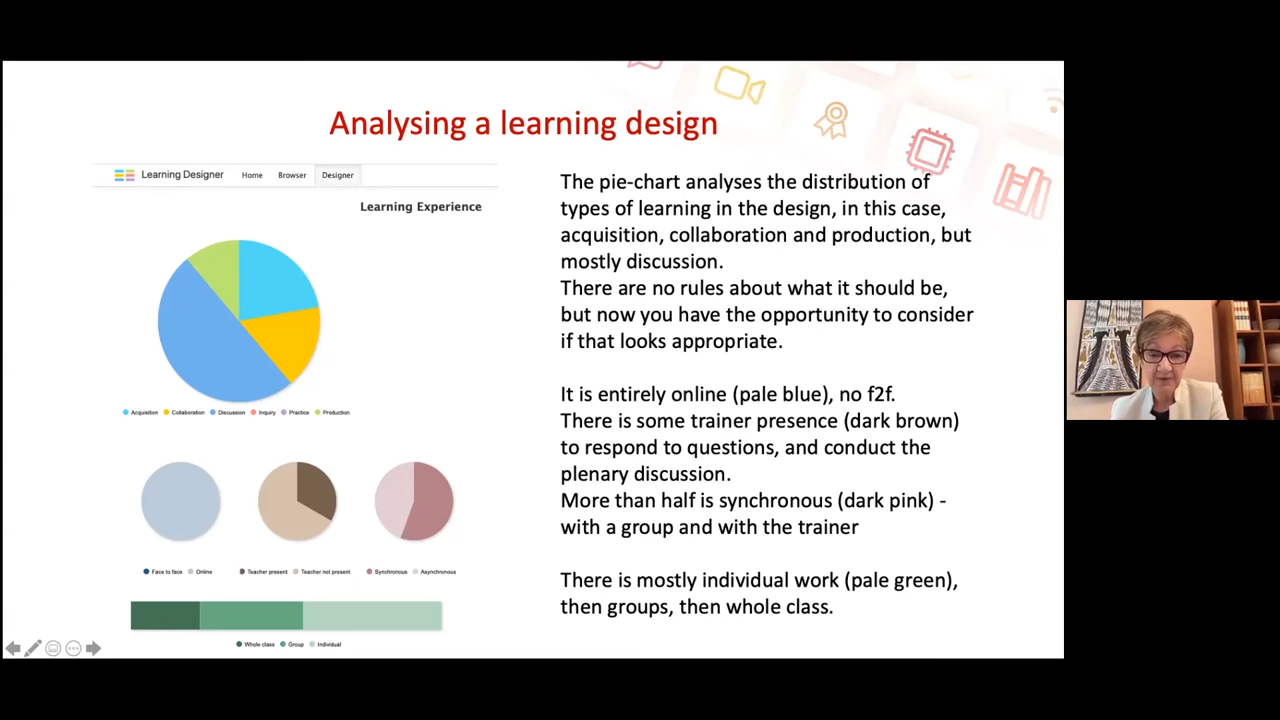 Analysing a learning design
Learning Designer Home Browser Designer
Learning Experience
Acquisition Collaboration Discussion Inquiry Practice Production
Face to face Online Teacher present Teacher not present Synchronous Asynchronous
Whole class Group Individual
The pie-chart analyses the distribution of
types of learning in the design, in this case,
acquisition, collaboration and production, but
mostly discussion.
There are no rules about what it should be,
but now you have the opportunity to consider
if that looks appropriate.
It is entirely online (pale blue), no f2f.
There is some trainer presence (dark brown)
to respond to questions, and conduct the
plenary discussion.
More than half is synchronous (dark pink) -
with a group and with the trainer
There is mostly individual work (pale green),
then groups, then whole class.